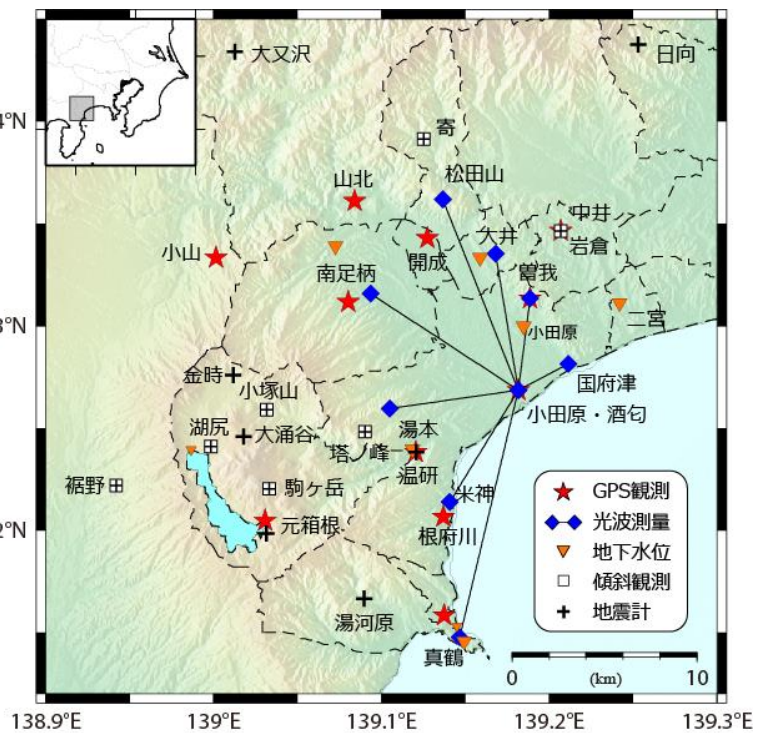 大又沢
日向
4°N
寄
山北
松田山
中井
小山
大井
岩倉
開成
曽我
南足柄
3°N
小田原
二宮
金時
小塚山
国府津
小田原・酒匂
湖尻
大涌谷
湯本
塔ノ峰
温研
裾野
駒ヶ岳
米神
GPS観測
2°N
元箱根
根府川
光波測量
地下水位
傾斜観測
湯河原
地震計
真鶴
0
(km)
10
138.9°E
139°E
139.1°E
139.2°E
139.3°E